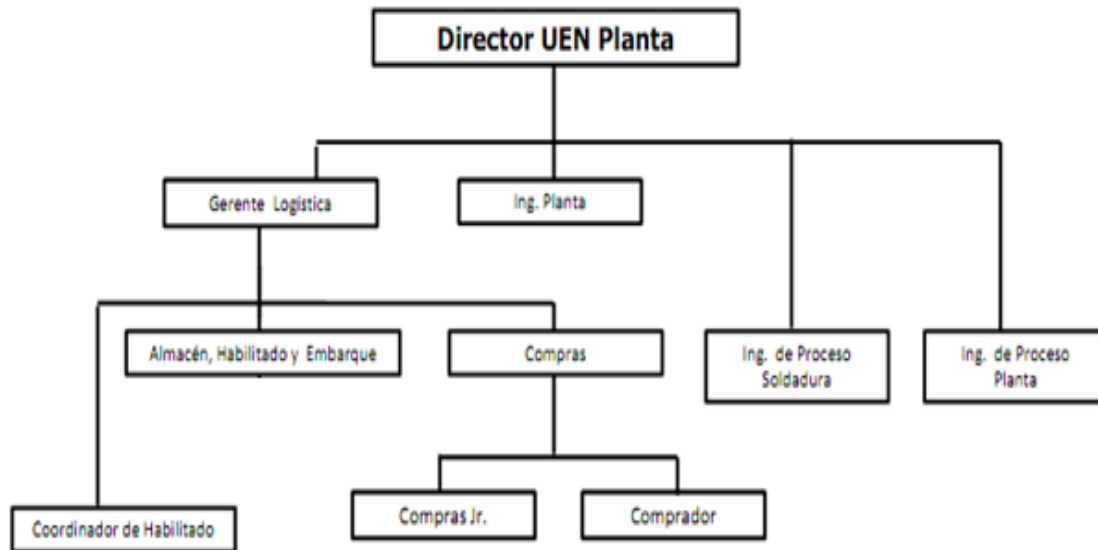 Director UEN Planta
Gerente Logística
Ing. Planta
Almacén, Habilitado y Embarque
Compras
Ing. de Proceso
Soldadura
Ing. de Proceso
Planta
Coordinador de Habilitado
Compras Jr.
Comprador